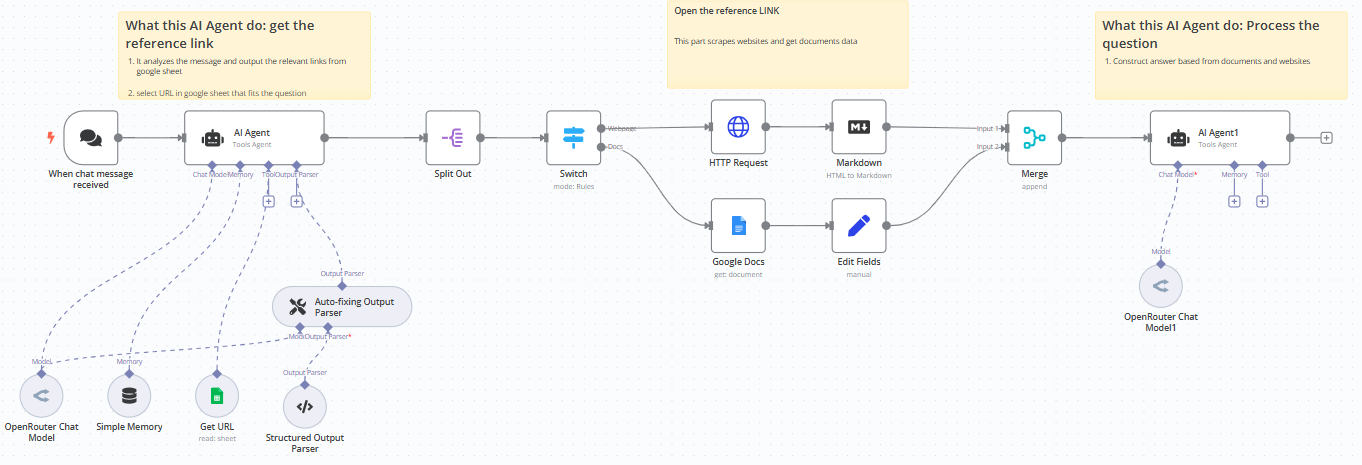 What this AI Agent do: get the
reference link
1. It analyzes the message and output the relevant links from
google sheet
2. select URL in google sheet that fits the question
Open the reference LINK
This part scrapes websites and get documents data
What this AI Agent do: Process the
question
1. Construct answer based from documents and websites
When chat message
received
AI Agent
Tools Agent
Chat Model
Memory
Tool
Output Parser
Split Out
Switch
mode: Rules
Webpage
Docs
HTTP Request
Markdown
HTML to Markdown
Google Docs
get: document
Edit Fields
manual
Input 1
Input 2
Merge
append
AI Agent1
Tools Agent
Chat Model*
Memory
Tool
Model
OpenRouter Chat
Model1
Output Parser
Auto-fixing Output
Parser
Model
Output Parser*
Model
Memory
Output Parser
OpenRouter Chat
Model
Simple Memory
Get URL
read: sheet
Structured Output
Parser